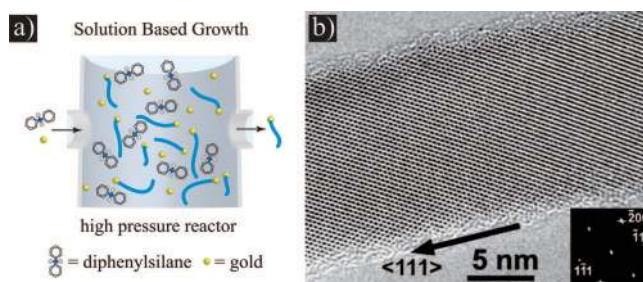 a)
Solution Based Growth
high pressure reactor
= diphenylsilane
= gold
b)
<111>
5 nm